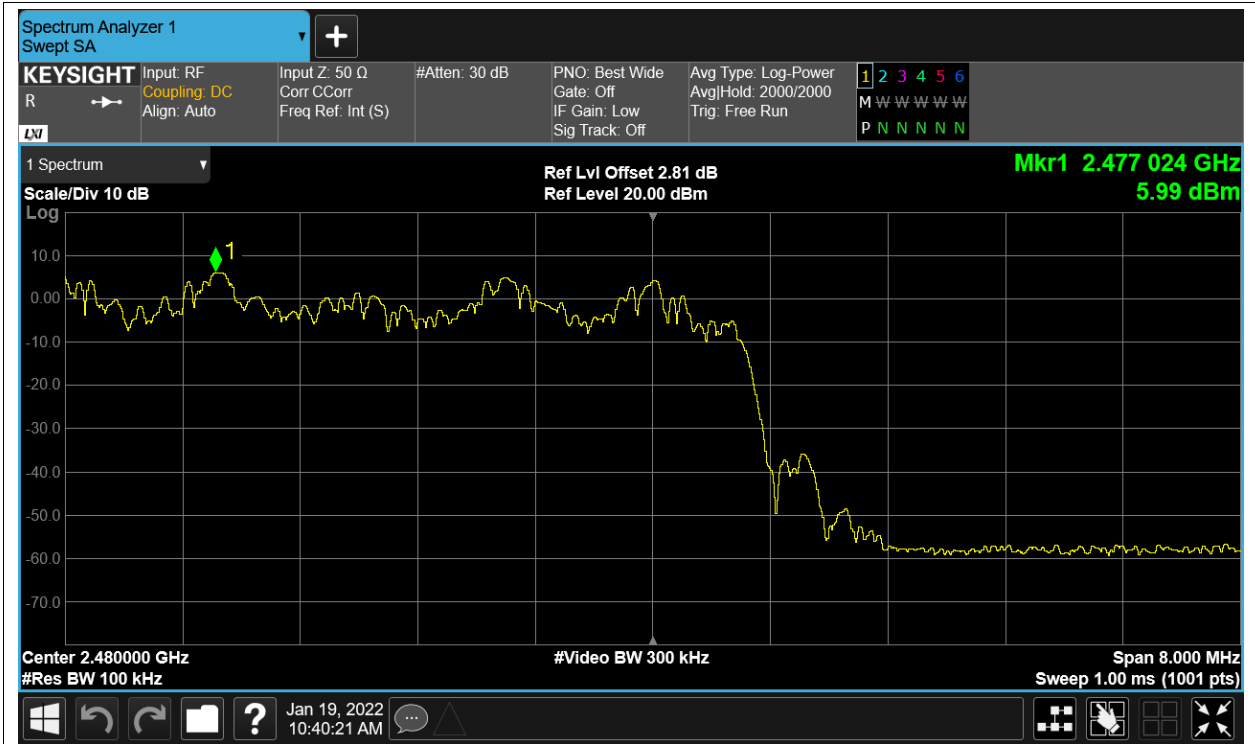 Spectrum Analyzer 1
Swept SA
KEYSIGHT
R
LXI
Input: RF
Coupling: DC
Align: Auto
Input Z: 50 Ω
Corr CCorr
Freq Ref: Int (S)
#Atten: 30 dB
PNO: Best Wide
Gate: Off
IF Gain: Low
Sig Track: Off
Avg Type: Log-Power
Avg|Hold: 2000/2000
Trig: Free Run
1 2 3 4 5 6
M W W W W W
P N N N N N
1 Spectrum
Scale/Div 10 dB
Ref Lvl Offset 2.81 dB
Ref Level 20.00 dBm
Mkr1 2.477 024 GHz
5.99 dBm
Log
1
10.0
0.00
-10.0
-20.0
-30.0
-40.0
-50.0
-60.0
-70.0
Center 2.480000 GHz
#Res BW 100 kHz
#Video BW 300 kHz
Span 8.000 MHz
Sweep 1.00 ms (1001 pts)
?
Jan 19, 2022
10:40:21 AM